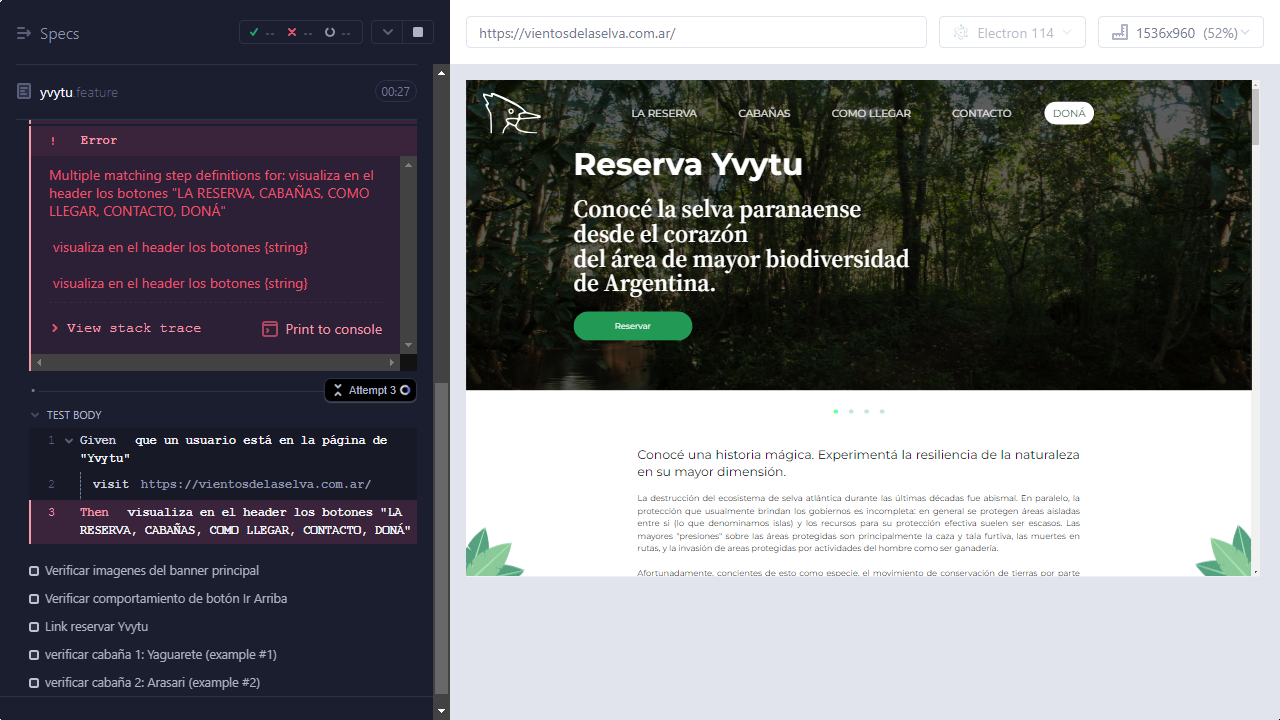 Specs
-- -- --
yvytu.feature
00:27
! Error
Multiple matching step definitions for: visualiza en el
header los botones "LA RESERVA, CABAÑAS, COMO
LLEGAR, CONTACTO, DONÁ"
visualiza en el header los botones {string}
visualiza en el header los botones {string}
View stack trace
Print to console
Attempt 3
TEST BODY
1 Given que un usuario está en la página de
"Yvytu"
2 visit https://vientosdelaselva.com.ar/
3 Then visualiza en el header los botones "LA
RESERVA, CABAÑAS, COMO LLEGAR, CONTACTO, DONÁ"
Verificar imagenes del banner principal
Verificar comportamiento de botón Ir Arriba
Link reservar Yvytu
verificar cabaña 1: Yaguarete (example #1)
verificar cabaña 2: Arasari (example #2)
https://vientosdelaselva.com.ar/
Electron 114
1536x960 (52%)
LA RESERVA
CABAÑAS
COMO LLEGAR
CONTACTO
DONÁ
Reserva Yvytu
Conocé la selva paranaense
desde el corazón
del área de mayor biodiversidad
de Argentina.
Reservar
Conocé una historia mágica. Experimentá la resiliencia de la naturaleza
en su mayor dimensión.
La destrucción del ecosistema de selva atlántica durante las últimas décadas fue abismal. En paralelo, la
protección que usualmente brindan los gobiernos es incompleta: en general se protegen áreas aisladas
entre si (lo que denominamos islas) y los recursos para su protección efectiva suelen ser escasos. Las
mayores "presiones" sobre las áreas protegidas son principalmente la caza y tala furtiva, las muertes en
rutas, y la invasión de areas protegidas por actividades del hombre como ser ganadería.
Afortunadamente, concientes de esto como especie, el movimiento de conservación de tierras por parte